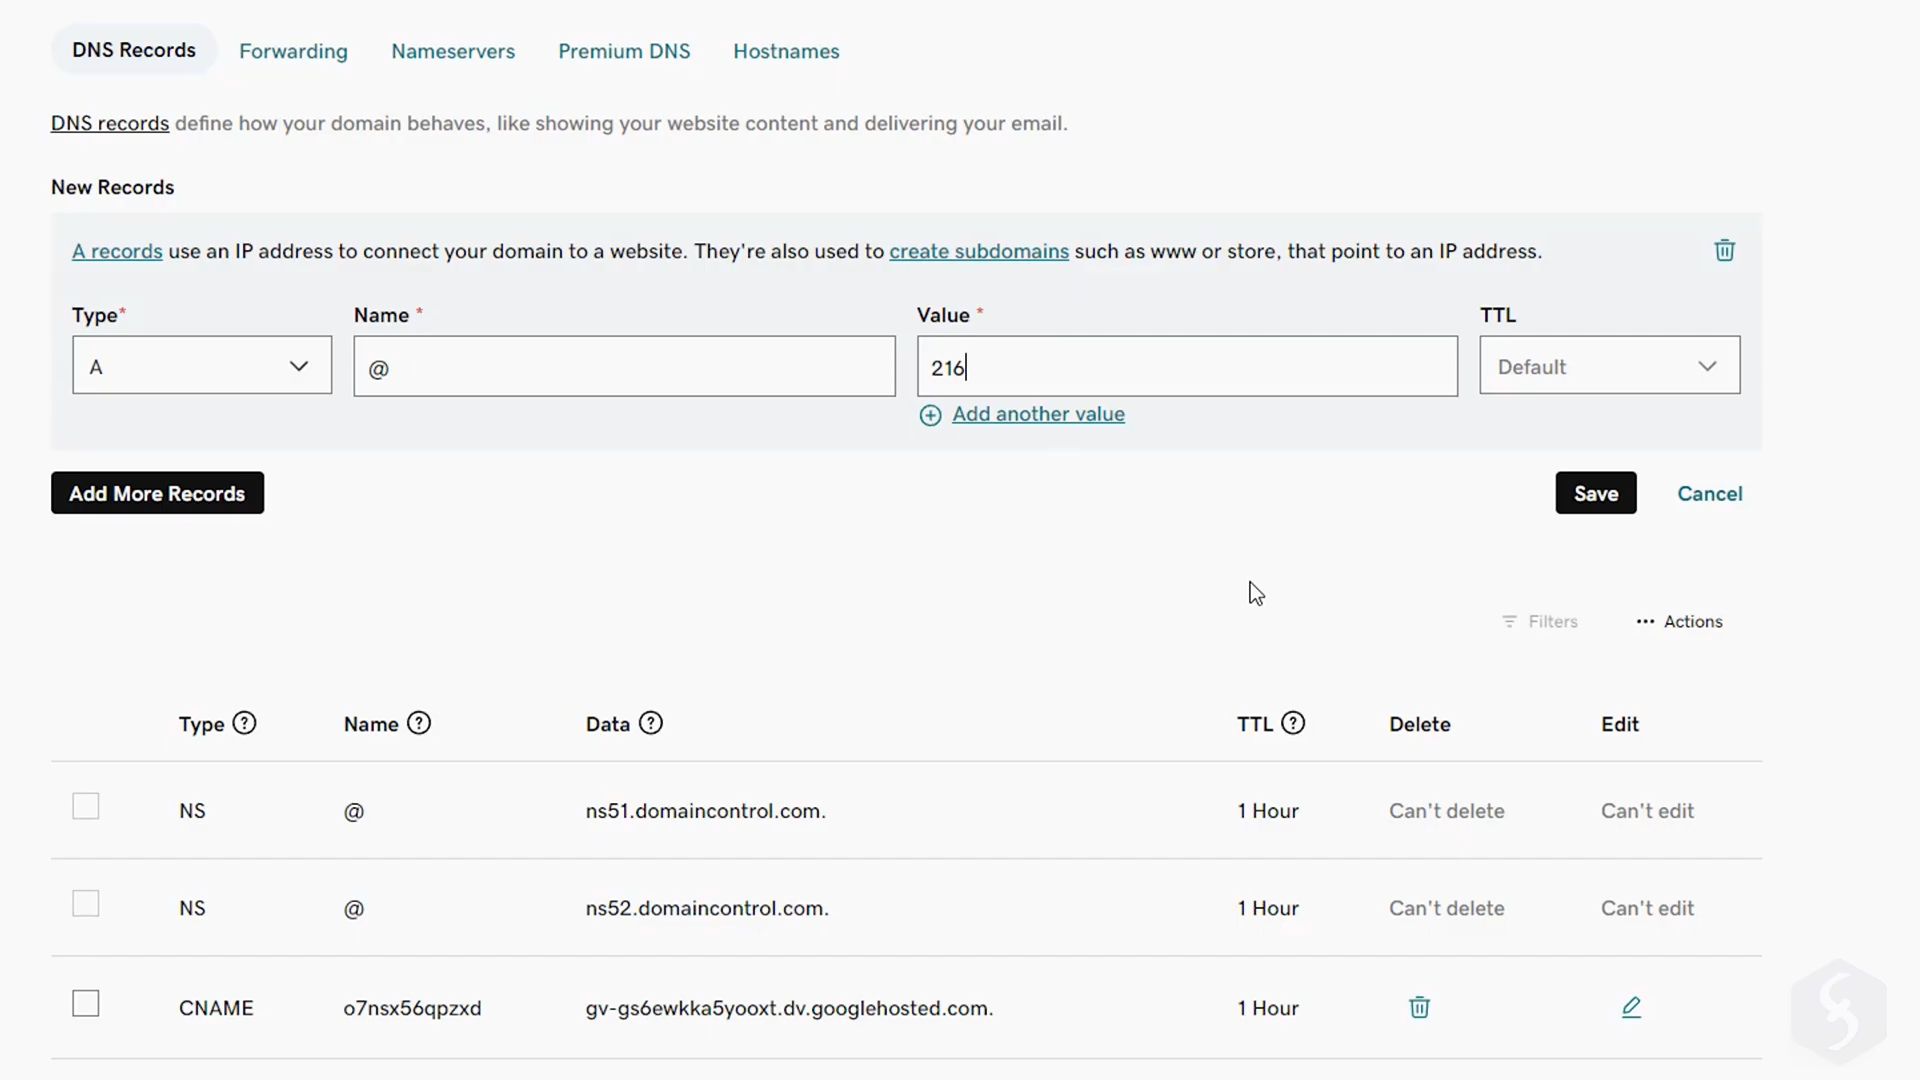 DNS Records Forwarding Nameservers Premium DNS Hostnames
DNS records define how your domain behaves, like showing your website content and delivering your email.
New Records
A records use an IP address to connect your domain to a website. They're also used to create subdomains such as www or store, that point to an IP address.
Type* Name * Value * TTL
A @ 216 Default
Add another value
Add More Records Save Cancel
Filters ••• Actions
Type ? Name ? Data ? TTL ? Delete Edit
NS @ ns51.domaincontrol.com. 1 Hour Can't delete Can't edit
NS @ ns52.domaincontrol.com. 1 Hour Can't delete Can't edit
CNAME o7nsx56qpzxd gv-gs6ewkka5yooxt.dv.googlehosted.com. 1 Hour